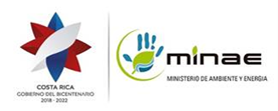 COSTA RICA
GOBIERNO DEL BICENTENARIO
2018 - 2022
minae
MINISTERIO DE AMBIENTE Y ENERGIA